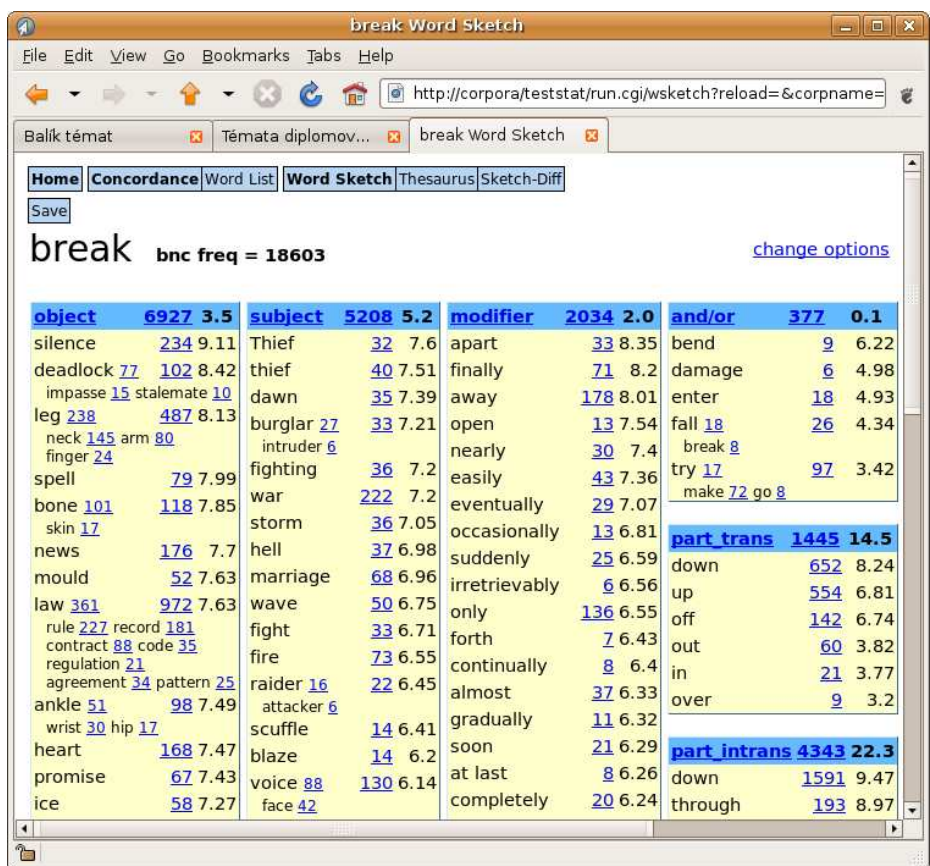 break Word Sketch
File Edit View Go Bookmarks Tabs Help
http://corpora/teststat/run.cgi/wsketch?reload=&corpname=
Balík témat
Témata diplomov...
break Word Sketch
Home Concordance Word List Word Sketch Thesaurus Sketch-Diff
Save
break bnc freq = 18603
change options
object 6927 3.5
silence 234 9.11
deadlock 77 102 8.42
impasse 15 stalemate 10
leg 238 487 8.13
neck 145 arm 80
finger 24
spell 79 7.99
bone 101 118 7.85
skin 17
news 176 7.7
mould 52 7.63
law 361 972 7.63
rule 227 record 181
contract 88 code 35
regulation 21
agreement 34 pattern 25
ankle 51 98 7.49
wrist 30 hip 17
heart 168 7.47
promise 67 7.43
ice 58 7.27
subject 5208 5.2
Thief 32 7.6
thief 40 7.51
dawn 35 7.39
burglar 27 33 7.21
intruder 6
fighting 36 7.2
war 222 7.2
storm 36 7.05
hell 37 6.98
marriage 68 6.96
wave 50 6.75
fight 33 6.71
fire 73 6.55
raider 16 22 6.45
attacker 6
scuffle 14 6.41
blaze 14 6.2
voice 88 130 6.14
face 42
modifier 2034 2.0
apart 33 8.35
finally 71 8.2
away 178 8.01
open 13 7.54
nearly 30 7.4
easily 43 7.36
eventually 29 7.07
occasionally 13 6.81
suddenly 25 6.59
irretrievably 6 6.56
only 136 6.55
forth 7 6.43
continually 8 6.4
almost 37 6.33
gradually 11 6.32
soon 21 6.29
at last 8 6.26
completely 20 6.24
and/or 377 0.1
bend 9 6.22
damage 6 4.98
enter 18 4.93
fall 18 26 4.34
break 8
try 17 97 3.42
make 72 go 8
part_trans 1445 14.5
down 652 8.24
up 554 6.81
off 142 6.74
out 60 3.82
in 21 3.77
over 9 3.2
part_intrans 4343 22.3
down 1591 9.47
through 193 8.97